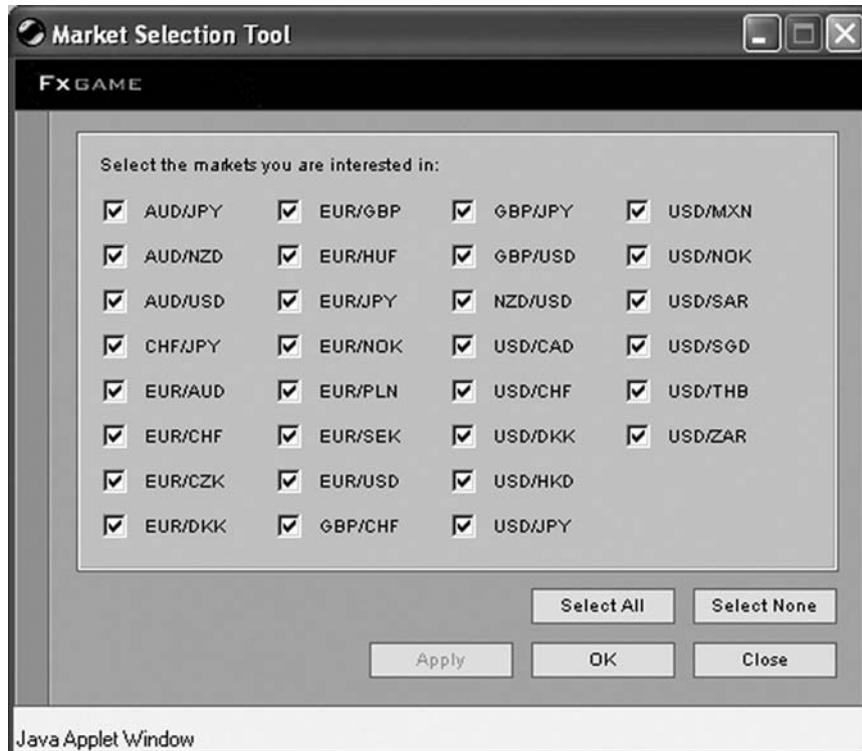 Market Selection Tool
FXGAME
Select the markets you are interested in:
AUD/JPY EUR/GBP GBP/JPY USD/MXN
AUD/NZD EUR/HUF GBP/USD USD/NOK
AUD/USD EUR/JPY NZD/USD USD/SAR
CHF/JPY EUR/NOK USD/CAD USD/SGD
EUR/AUD EUR/PLN USD/CHF USD/THB
EUR/CHF EUR/SEK USD/DKK USD/ZAR
EUR/CZK EUR/USD USD/HKD
EUR/DKK GBP/CHF USD/JPY
Select All Select None
Apply OK Close
Java Applet Window